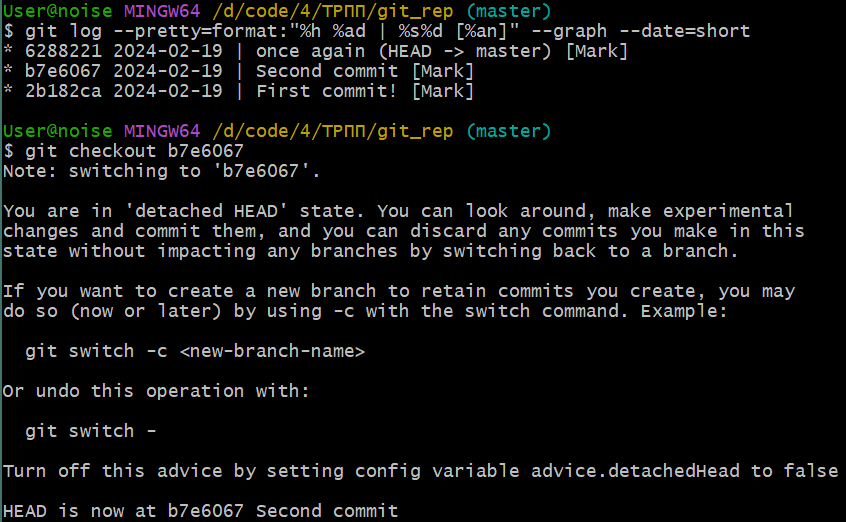 User@noise MINGW64 /d/code/4/ТРПП/git_rep (master)
$ git log --pretty=format:"%h %ad | %s%d [%an]" --graph --date=short
* 6288221 2024-02-19 | once again (HEAD -> master) [Mark]
* b7e6067 2024-02-19 | Second commit [Mark]
* 2b182ca 2024-02-19 | First commit! [Mark]
User@noise MINGW64 /d/code/4/ТРПП/git_rep (master)
$ git checkout b7e6067
Note: switching to 'b7e6067'.
You are in 'detached HEAD' state. You can look around, make experimental
changes and commit them, and you can discard any commits you make in this
state without impacting any branches by switching back to a branch.
If you want to create a new branch to retain commits you create, you may
do so (now or later) by using -c with the switch command. Example:
git switch -c <new-branch-name>
Or undo this operation with:
git switch -
Turn off this advice by setting config variable advice.detachedHead to false
HEAD is now at b7e6067 Second commit